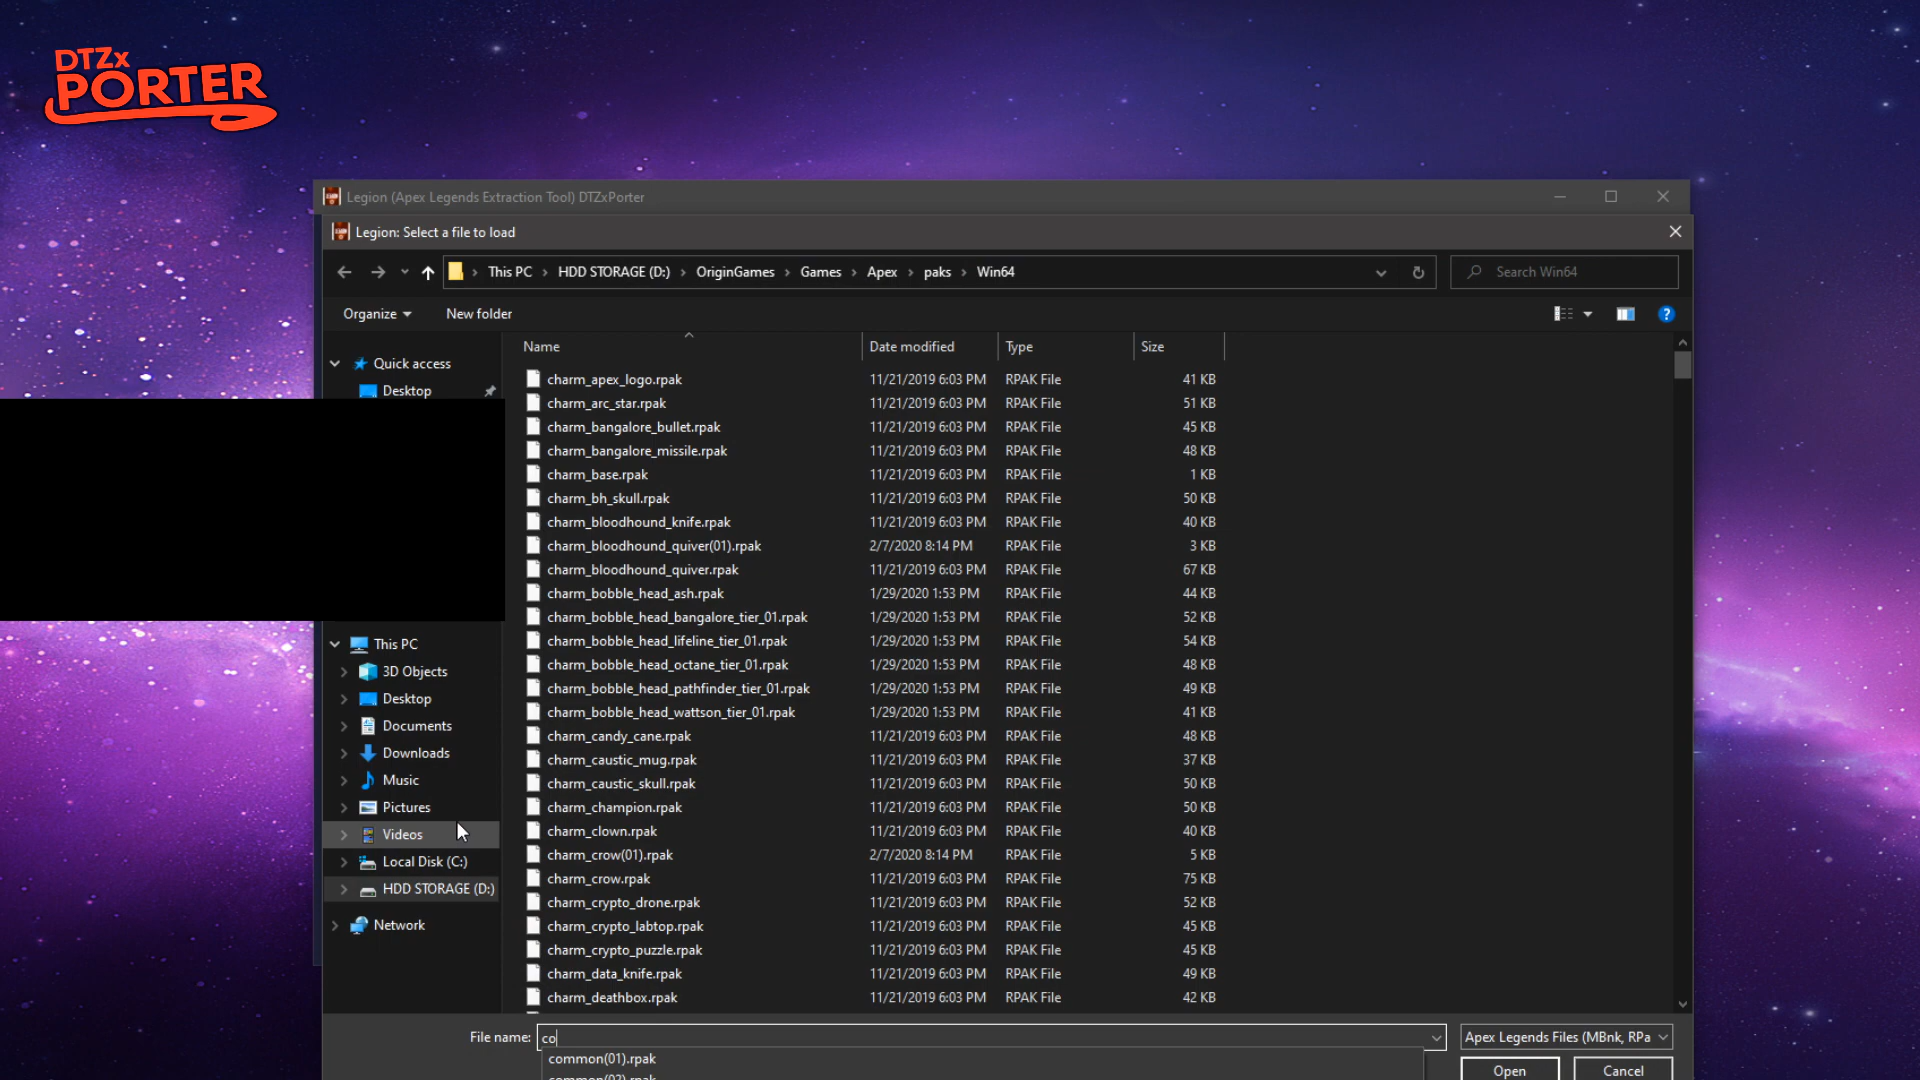 DTZx
PORTER
Legion (Apex Legends Extraction Tool) DTZxPorter
Legion: Select a file to load
This PC > HDD STORAGE (D:) > OriginGames > Games > Apex > paks > Win64
Search Win64
Organize
New folder
Name Date modified Type Size
Quick access
Desktop
This PC
3D Objects
Desktop
Documents
Downloads
Music
Pictures
Videos
Local Disk (C:)
HDD STORAGE (D:)
Network
charm_apex_logo.rpak 11/21/2019 6:03 PM RPAK File 41 KB
charm_arc_star.rpak 11/21/2019 6:03 PM RPAK File 51 KB
charm_bangalore_bullet.rpak 11/21/2019 6:03 PM RPAK File 45 KB
charm_bangalore_missile.rpak 11/21/2019 6:03 PM RPAK File 48 KB
charm_base.rpak 11/21/2019 6:03 PM RPAK File 1 KB
charm_bh_skull.rpak 11/21/2019 6:03 PM RPAK File 50 KB
charm_bloodhound_knife.rpak 11/21/2019 6:03 PM RPAK File 40 KB
charm_bloodhound_quiver(01).rpak 2/7/2020 8:14 PM RPAK File 3 KB
charm_bloodhound_quiver.rpak 11/21/2019 6:03 PM RPAK File 67 KB
charm_bobble_head_ash.rpak 1/29/2020 1:53 PM RPAK File 44 KB
charm_bobble_head_bangalore_tier_01.rpak 1/29/2020 1:53 PM RPAK File 52 KB
charm_bobble_head_lifeline_tier_01.rpak 1/29/2020 1:53 PM RPAK File 54 KB
charm_bobble_head_octane_tier_01.rpak 1/29/2020 1:53 PM RPAK File 48 KB
charm_bobble_head_pathfinder_tier_01.rpak 1/29/2020 1:53 PM RPAK File 49 KB
charm_bobble_head_wattson_tier_01.rpak 1/29/2020 1:53 PM RPAK File 41 KB
charm_candy_cane.rpak 11/21/2019 6:03 PM RPAK File 48 KB
charm_caustic_mug.rpak 11/21/2019 6:03 PM RPAK File 37 KB
charm_caustic_skull.rpak 11/21/2019 6:03 PM RPAK File 50 KB
charm_champion.rpak 11/21/2019 6:03 PM RPAK File 50 KB
charm_clown.rpak 11/21/2019 6:03 PM RPAK File 40 KB
charm_crow(01).rpak 2/7/2020 8:14 PM RPAK File 5 KB
charm_crow.rpak 11/21/2019 6:03 PM RPAK File 75 KB
charm_crypto_drone.rpak 11/21/2019 6:03 PM RPAK File 52 KB
charm_crypto_labtop.rpak 11/21/2019 6:03 PM RPAK File 45 KB
charm_crypto_puzzle.rpak 11/21/2019 6:03 PM RPAK File 45 KB
charm_data_knife.rpak 11/21/2019 6:03 PM RPAK File 49 KB
charm_deathbox.rpak 11/21/2019 6:03 PM RPAK File 42 KB
File name: co
Apex Legends Files (MBnk, RPa
common(01).rpak
common(02).rpak
Open Cancel